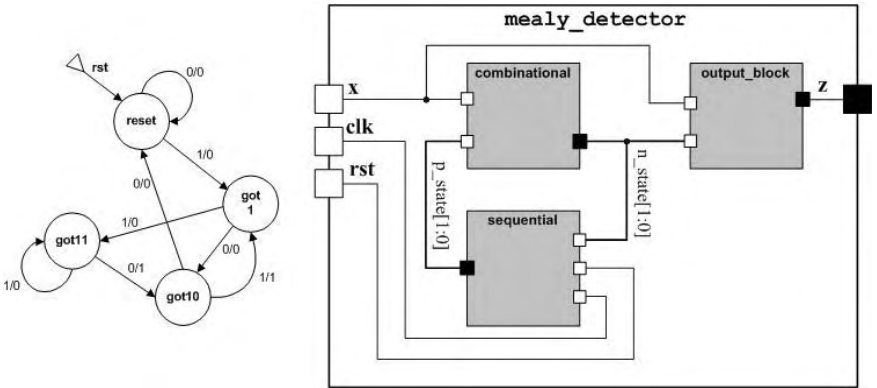 rst
0/0
reset
1/0
0/0
got
1
1/0
0/0
got11
0/1
1/1
1/0
got10
mealy_detector
combinational
output_block
x
z
clk
rst
p_state[1:0]
n_state[1:0]
sequential